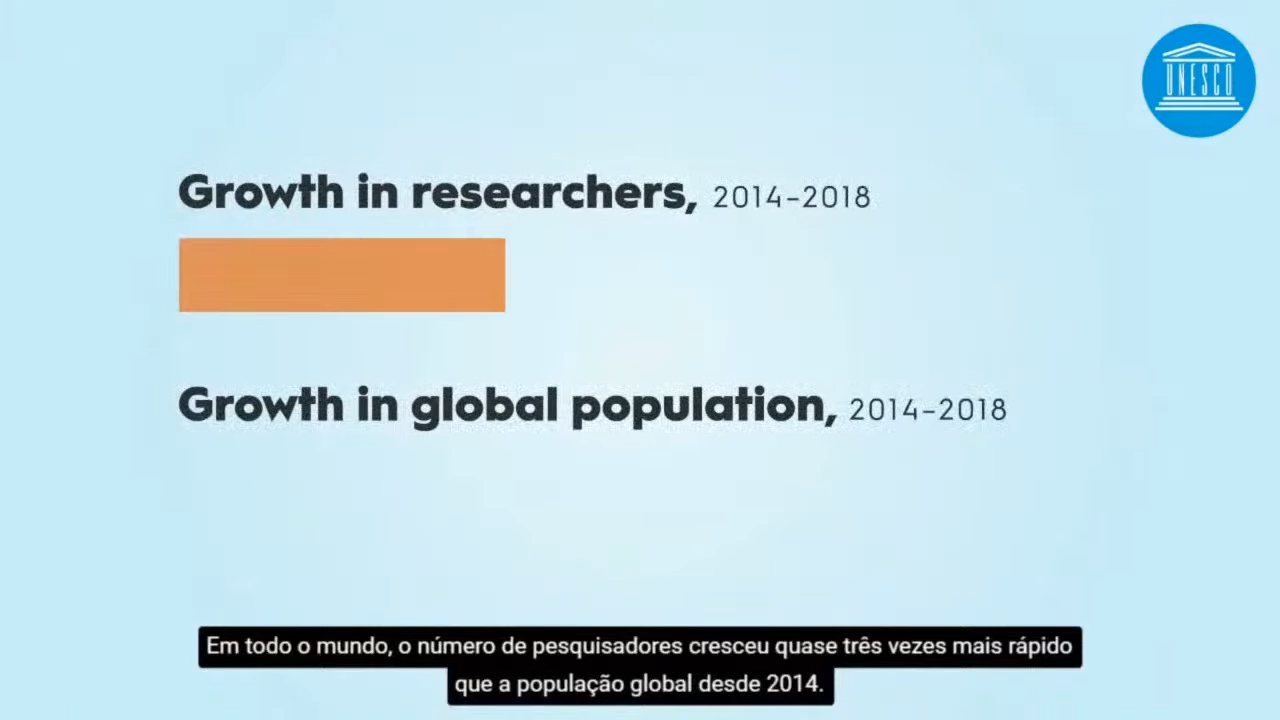 UNESCO
Growth in researchers, 2014-2018
Growth in global population, 2014-2018
Em todo o mundo, o número de pesquisadores cresceu quase três vezes mais rápido
que a população global desde 2014.